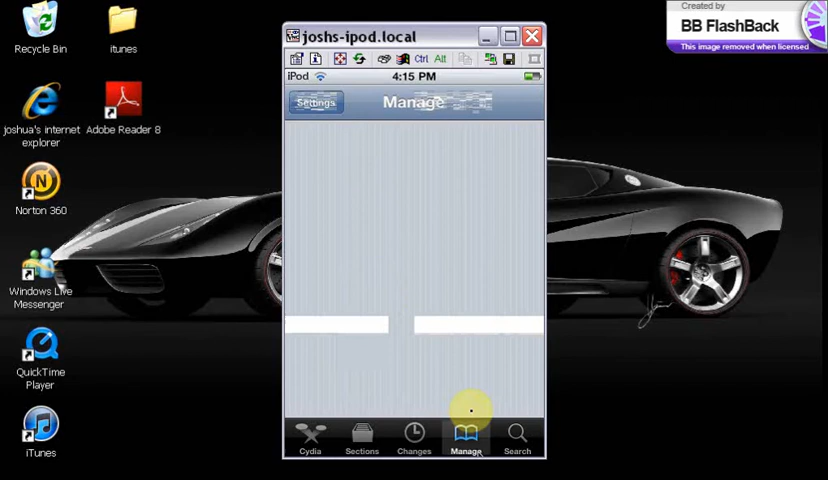 Created by
BB FlashBack
This image removed when licensed
Recycle Bin
itunes
joshua's internet
explorer
Adobe Reader 8
Norton 360
Windows Live
Messenger
QuickTime
Player
iTunes
joshs-ipod.local
Ctrl
Alt
iPod
4:15 PM
Settings
Manage
Cydia
Sections
Changes
Manage
Search